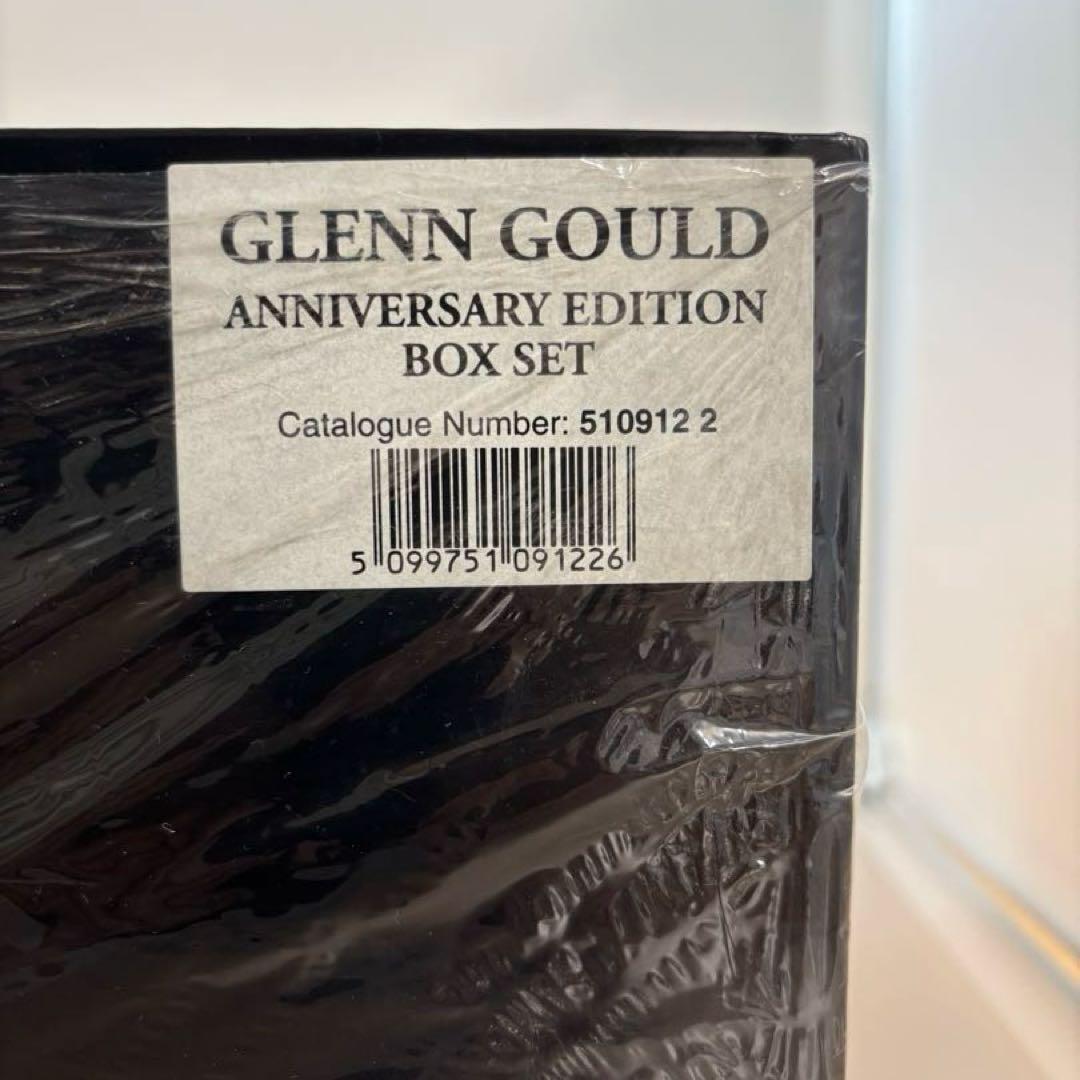 GLENN GOULD
ANNIVERSARY EDITION
BOX SET
Catalogue Number: 510912 2
5 099751 091226